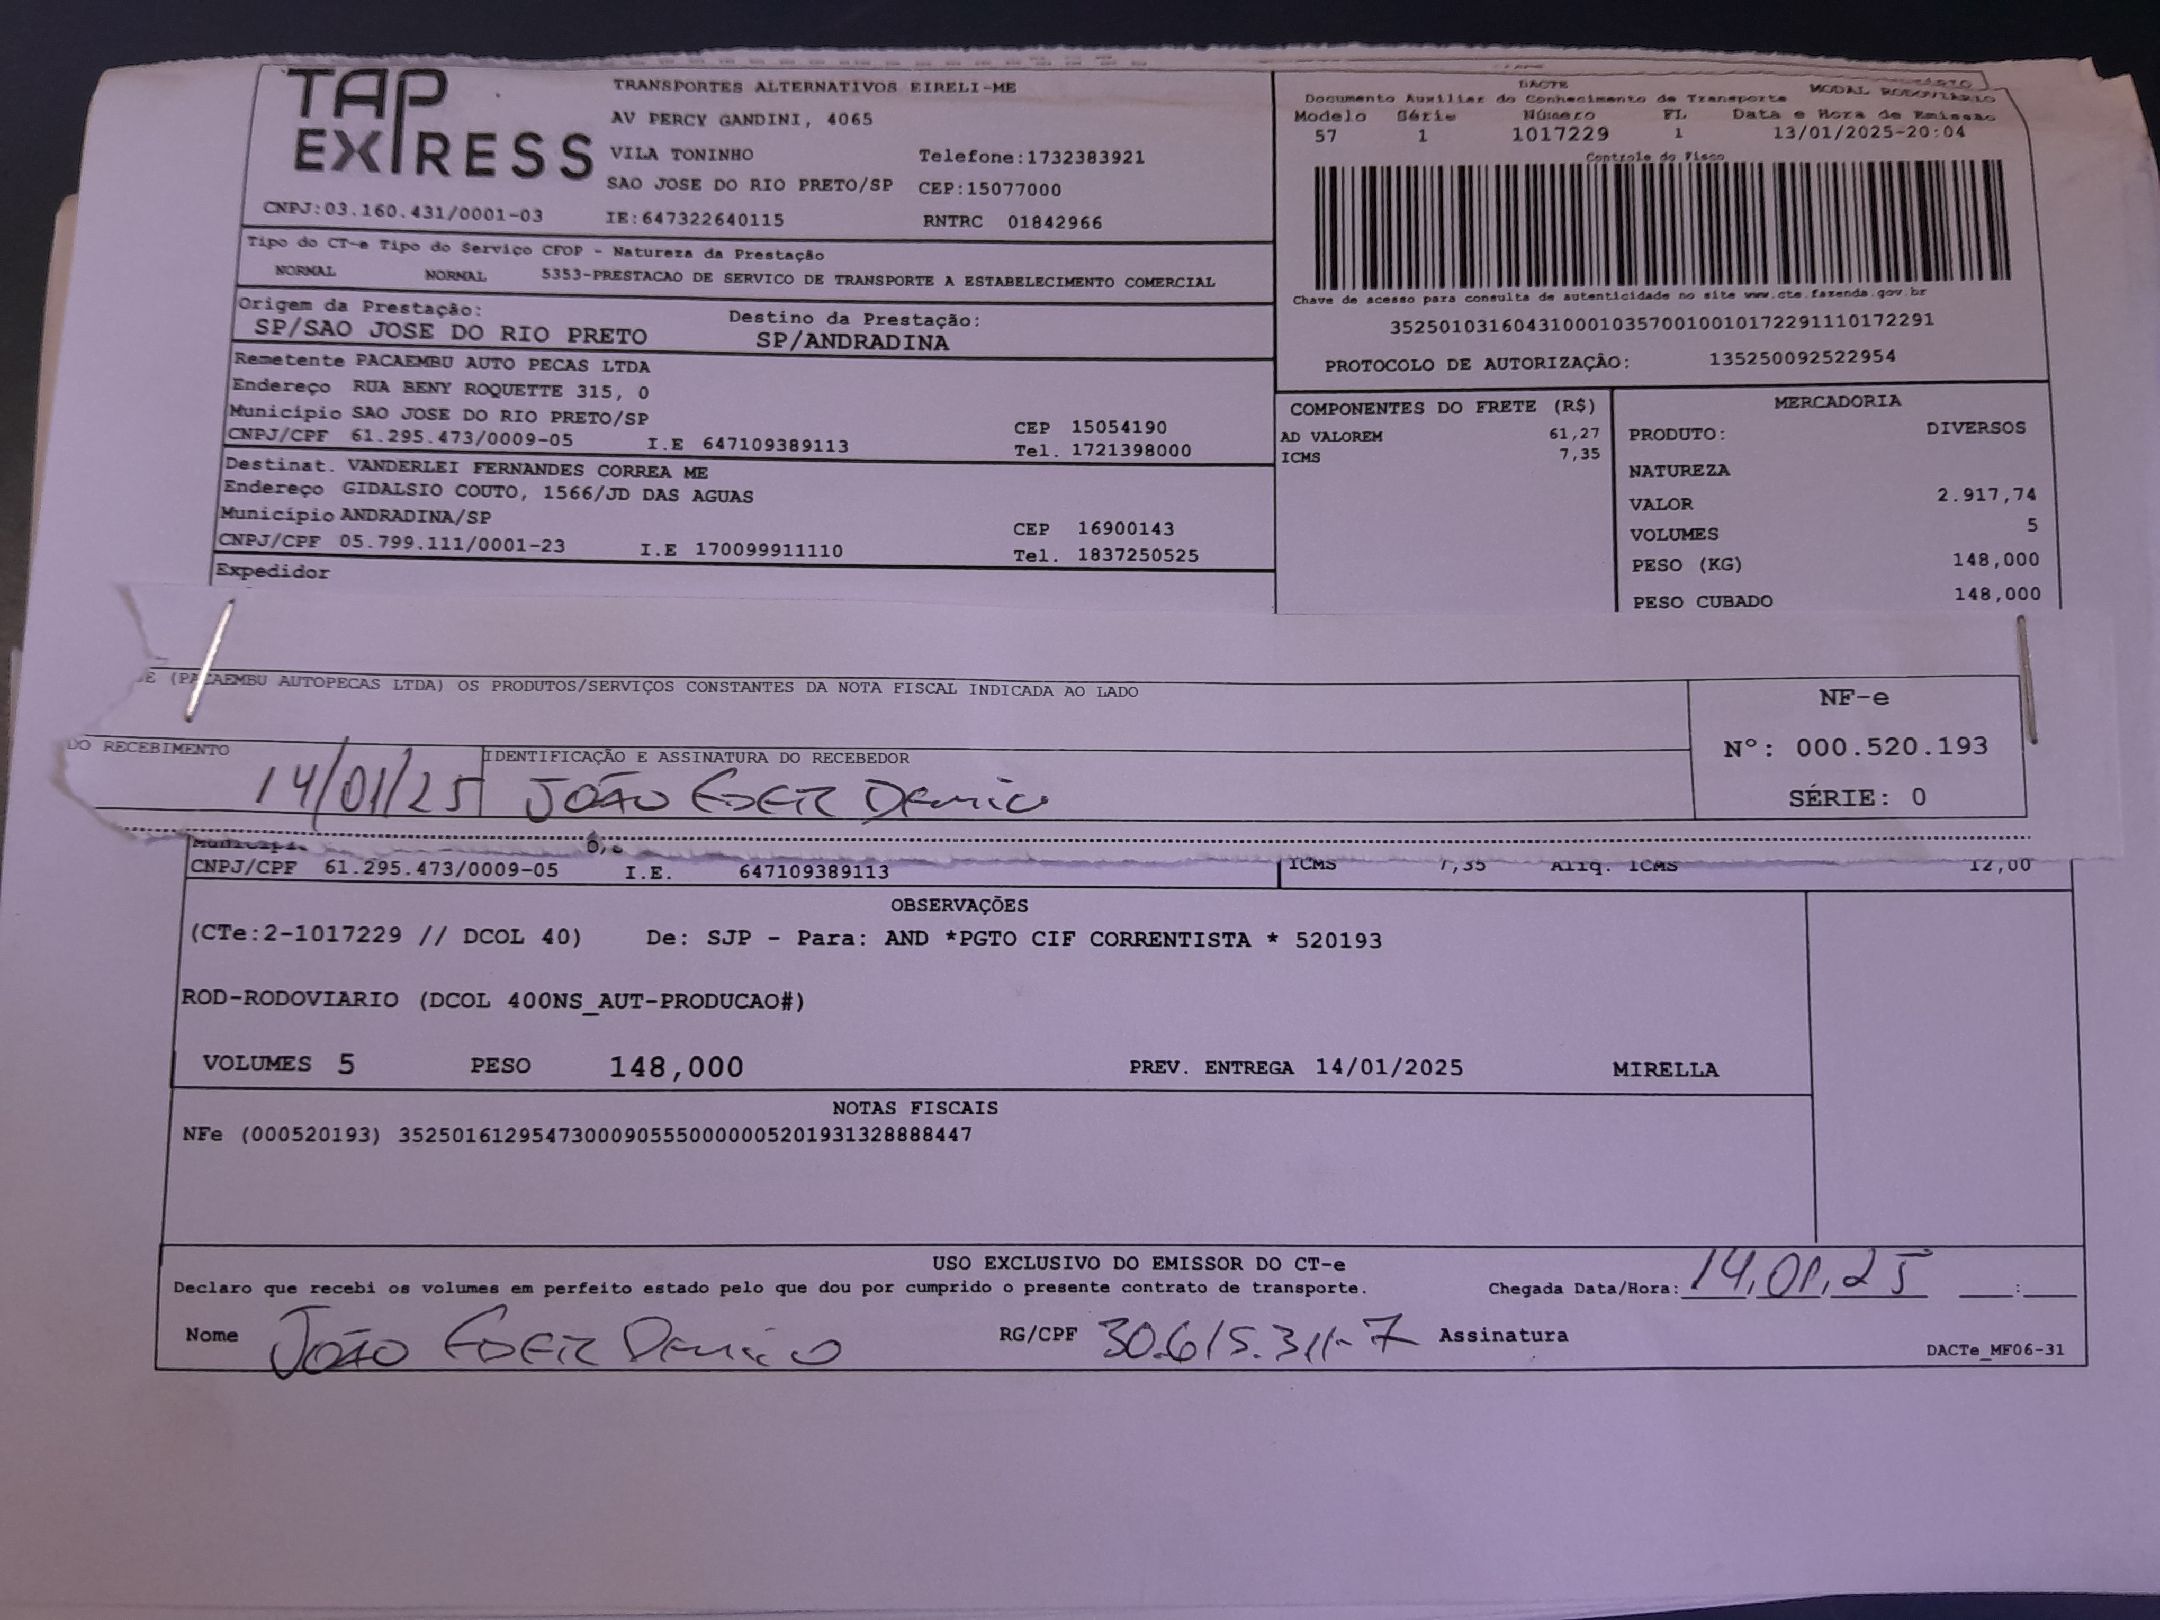 TAP EXPRESS
TRANSPORTES ALTERNATIVOS EIRELI-ME
AV PERCY GANDINI, 4065
VILA TONINHO Telefone:1732383921
SAO JOSE DO RIO PRETO/SP CEP:15077000
CNPJ:03.160.431/0001-03 IE:647322640115 RNTRC 01842966
DACTE MODAL RODOVIÁRIO
Documento Auxiliar do Conhecimento de Transporte
Modelo Série Número FL Data e Hora de Emissão
57 1 1017229 1 13/01/2025-20:04
Controle do Fisco
Chave de acesso para consulta de autenticidade no site www.cte.fazenda.gov.br
35250103160431000103570010010172291110172291
PROTOCOLO DE AUTORIZAÇÃO: 135250092522954
Tipo do CT-e Tipo do Serviço CFOP - Natureza da Prestação
NORMAL NORMAL 5353-PRESTACAO DE SERVICO DE TRANSPORTE A ESTABELECIMENTO COMERCIAL
Origem da Prestação: Destino da Prestação:
SP/SAO JOSE DO RIO PRETO SP/ANDRADINA
Remetente PACAEMBU AUTO PECAS LTDA
Endereço RUA BENY ROQUETTE 315, 0
Município SAO JOSE DO RIO PRETO/SP CEP 15054190
CNPJ/CPF 61.295.473/0009-05 I.E 647109389113 Tel. 1721398000
Destinat. VANDERLEI FERNANDES CORREA ME
Endereço GIDALSIO COUTO, 1566/JD DAS AGUAS
Município ANDRADINA/SP CEP 16900143
CNPJ/CPF 05.799.111/0001-23 I.E 170099911110 Tel. 1837250525
Expedidor
COMPONENTES DO FRETE (R$)
AD VALOREM 61,27
ICMS 7,35
MERCADORIA
PRODUTO: DIVERSOS
NATUREZA
VALOR 2.917,74
VOLUMES 5
PESO (KG) 148,000
PESO CUBADO 148,000
E (PACAEMBU AUTOPECAS LTDA) OS PRODUTOS/SERVIÇOS CONSTANTES DA NOTA FISCAL INDICADA AO LADO
DO RECEBIMENTO IDENTIFICAÇÃO E ASSINATURA DO RECEBEDOR
14/01/25 JOÃO EDER
NF-e
Nº: 000.520.193
SÉRIE: 0
CNPJ/CPF 61.295.473/0009-05 I.E. 647109389113
ICMS 7,35 Aliq. ICMS 12,00
OBSERVAÇÕES
(CTe:2-1017229 // DCOL 40) De: SJP - Para: AND *PGTO CIF CORRENTISTA * 520193
ROD-RODOVIARIO (DCOL 400NS_AUT-PRODUCAO#)
VOLUMES 5 PESO 148,000 PREV. ENTREGA 14/01/2025 MIRELLA
NOTAS FISCAIS
NFe (000520193) 35250161295473000905550000005201931328888447
USO EXCLUSIVO DO EMISSOR DO CT-e
Declaro que recebi os volumes em perfeito estado pelo que dou por cumprido o presente contrato de transporte. Chegada Data/Hora: 14,01,25 :
Nome JOÃO EDER RG/CPF 30.615.311-7 Assinatura
DACTe_MF06-31